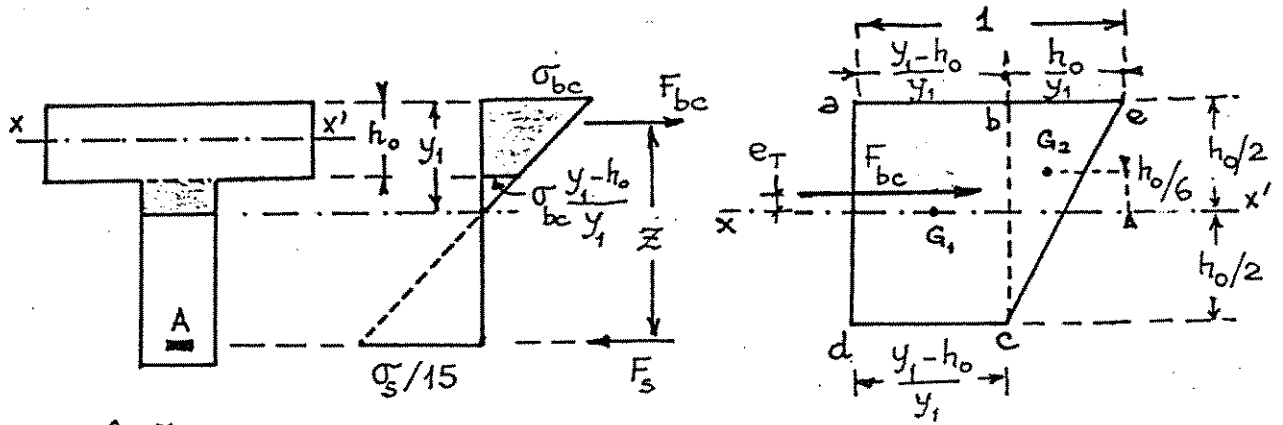 σbc
Fbc
x
x'
h₀
y₁
σbc (y₁-h₀)/y₁
z
A
σs/15
Fs
1
(y₁-h₀)/y₁
h₀/y₁
a
b
e
G₂
h₀/2
eT
Fbc
h₀/6
x
G₁
x'
h₀/2
d
c
(y₁-h₀)/y₁